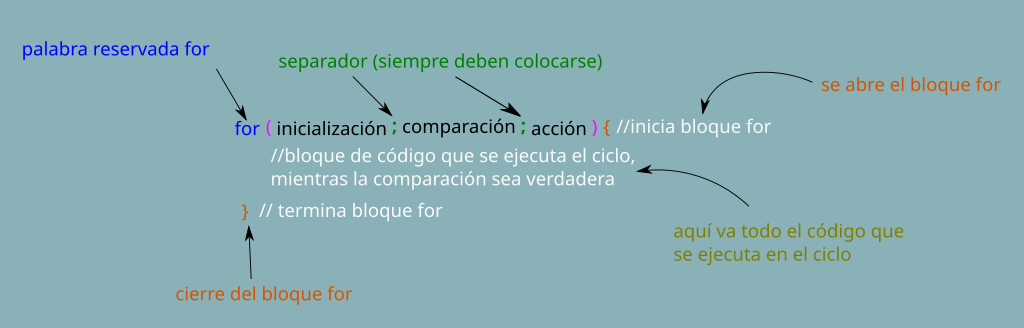 palabra reservada for
separador (siempre deben colocarse)
se abre el bloque for
for ( inicialización ; comparación ; acción ) { //inicia bloque for
//bloque de código que se ejecuta el ciclo,
mientras la comparación sea verdadera
} // termina bloque for
aquí va todo el código que
se ejecuta en el ciclo
cierre del bloque for